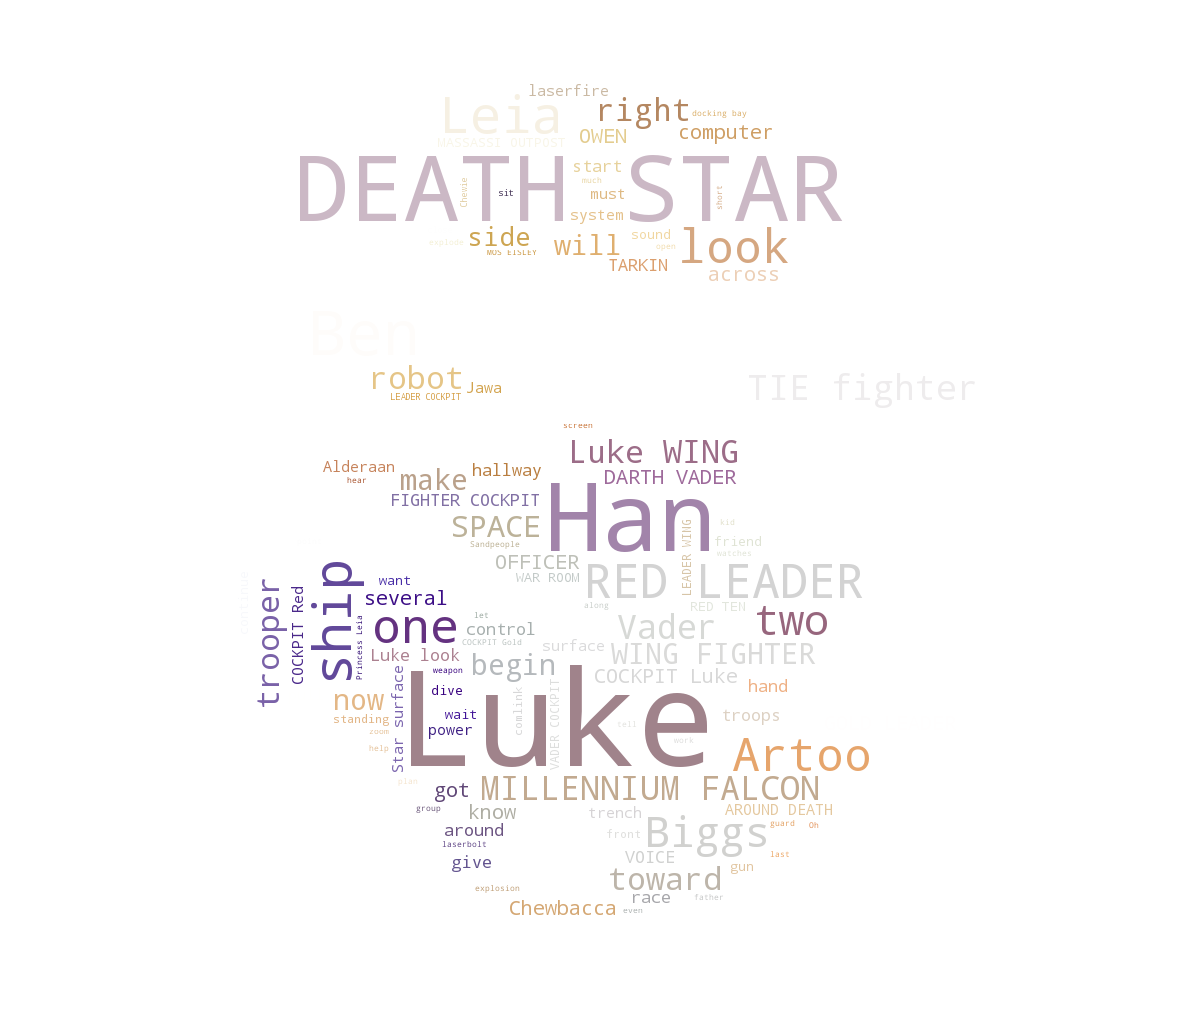 laserfire
Leia
right
docking bay
OWEN
computer
MASSASSI OUTPOST
DEATH STAR
start
much
Chewie
sit
must
short
system
side
will
sound
look
explode
MOS EISLEY
open
TARKIN
across
Ben
robot
Jawa
LEADER COCKPIT
TIE fighter
screen
Luke WING
Alderaan
hear
make
hallway
DARTH VADER
FIGHTER COCKPIT
Han
SPACE
Sandpeople
LEADER WING
kid
friend
watches
OFFICER
WAR ROOM
RED LEADER
trooper
COCKPIT Red
ship
want
several
along
RED TEN
Princess Leia
one
let
control
COCKPIT Gold
Vader
two
Luke look
begin
surface
WING FIGHTER
weapon
COCKPIT Luke
hand
now
standing
zoom
help
Star surface
dive
wait
power
Luke
comlink
VADER COCKPIT
tell
work
troops
Artoo
plan
got
MILLENNIUM FALCON
group
know
trench
AROUND DEATH
around
front
Biggs
guard
Oh
laserbolt
give
VOICE
last
gun
toward
explosion
race
father
Chewbacca
even